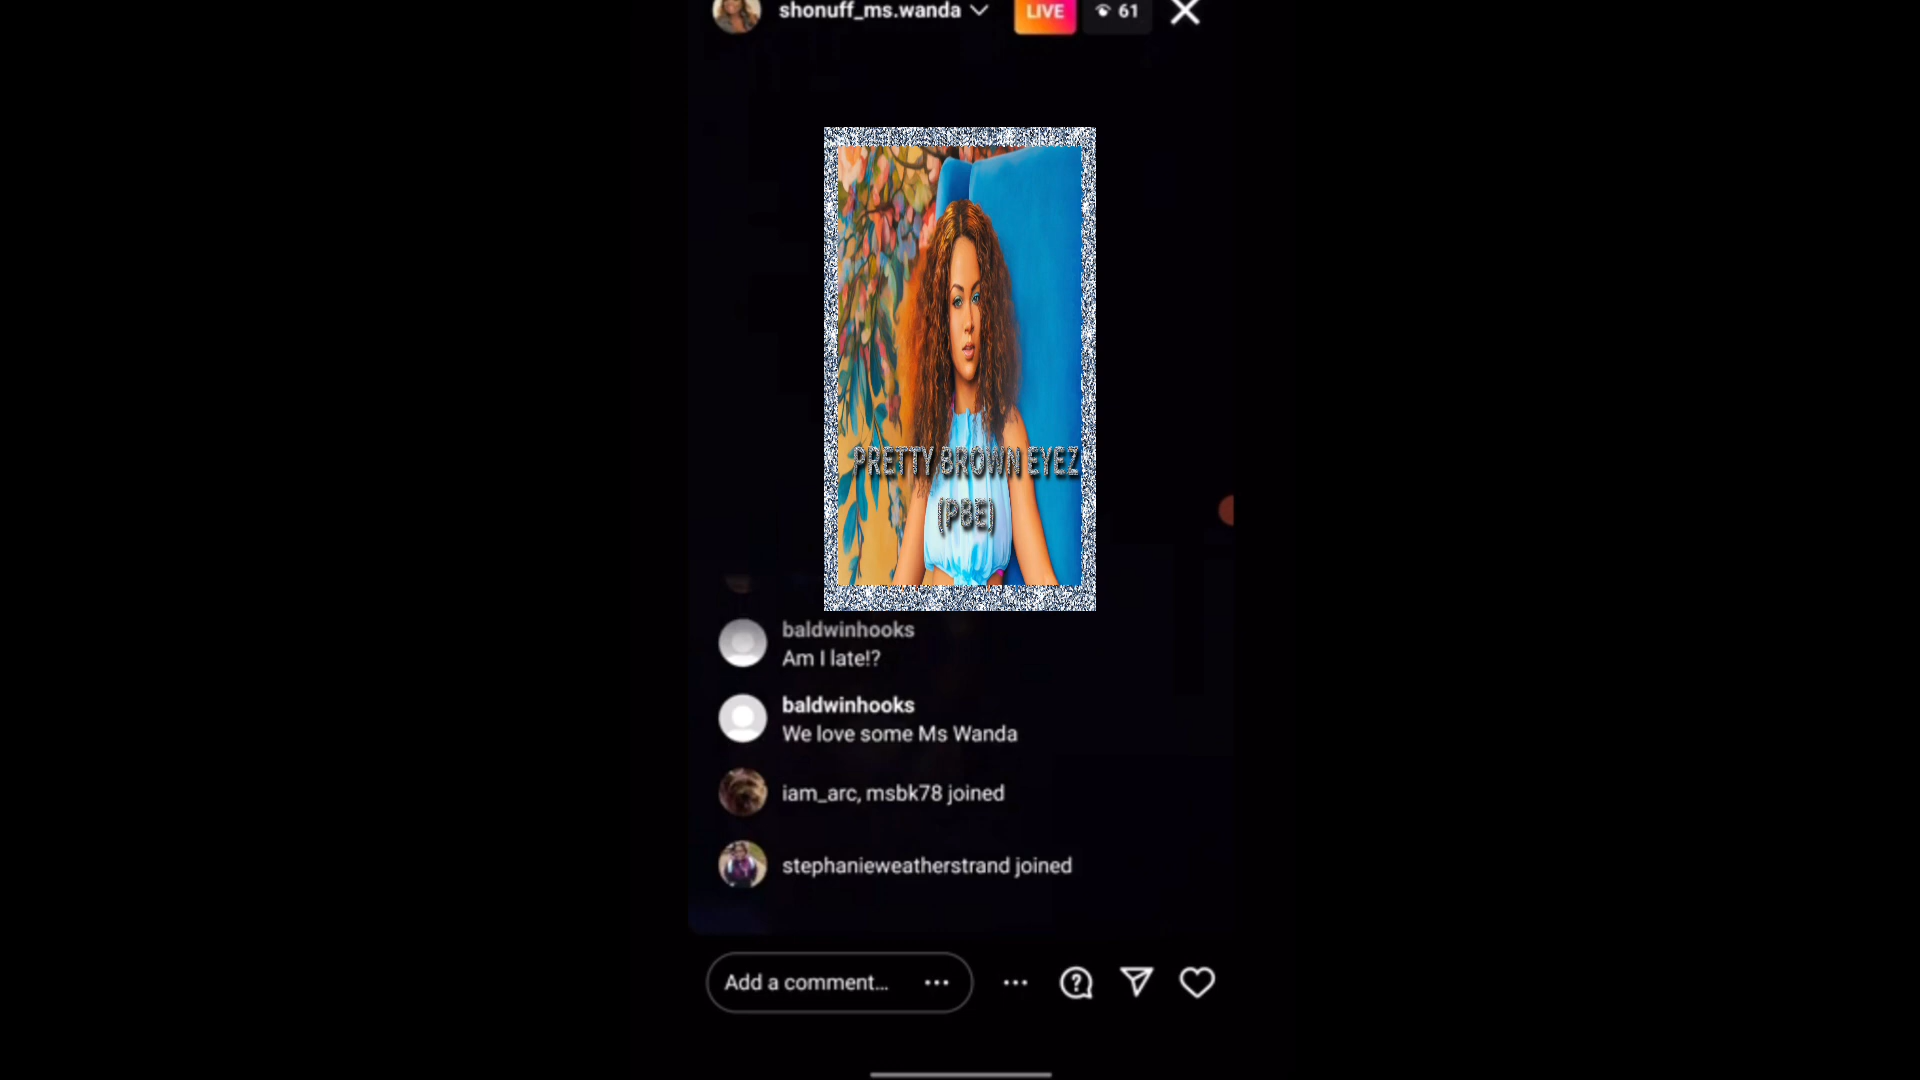 shonuff_ms.wanda
LIVE
61
PRETTY BROWN EYEZ
(PBE)
baldwinhooks
Am I late!?
baldwinhooks
We love some Ms Wanda
iam_arc, msbk78 joined
stephanieweatherstrand joined
Add a comment...